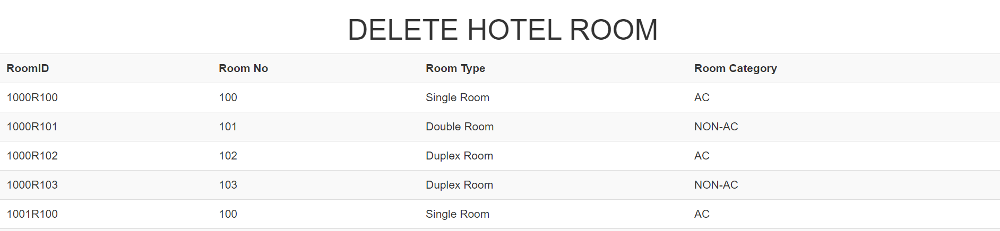 DELETE HOTEL ROOM
RoomID Room No Room Type Room Category
1000R100 100 Single Room AC
1000R101 101 Double Room NON-AC
1000R102 102 Duplex Room AC
1000R103 103 Duplex Room NON-AC
1001R100 100 Single Room AC